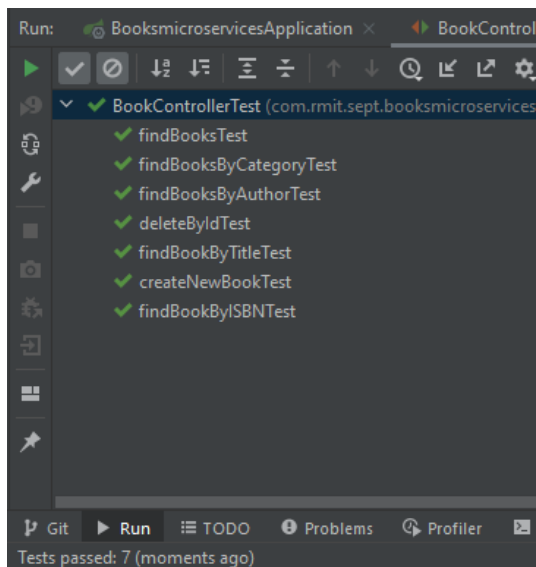 Run: BooksmicroservicesApplication × BookControl
BookControllerTest (com.rmit.sept.booksmicroservices
findBooksTest
findBooksByCategoryTest
findBooksByAuthorTest
deleteByIdTest
findBookByTitleTest
createNewBookTest
findBookByISBNTest
Git Run TODO Problems Profiler
Tests passed: 7 (moments ago)